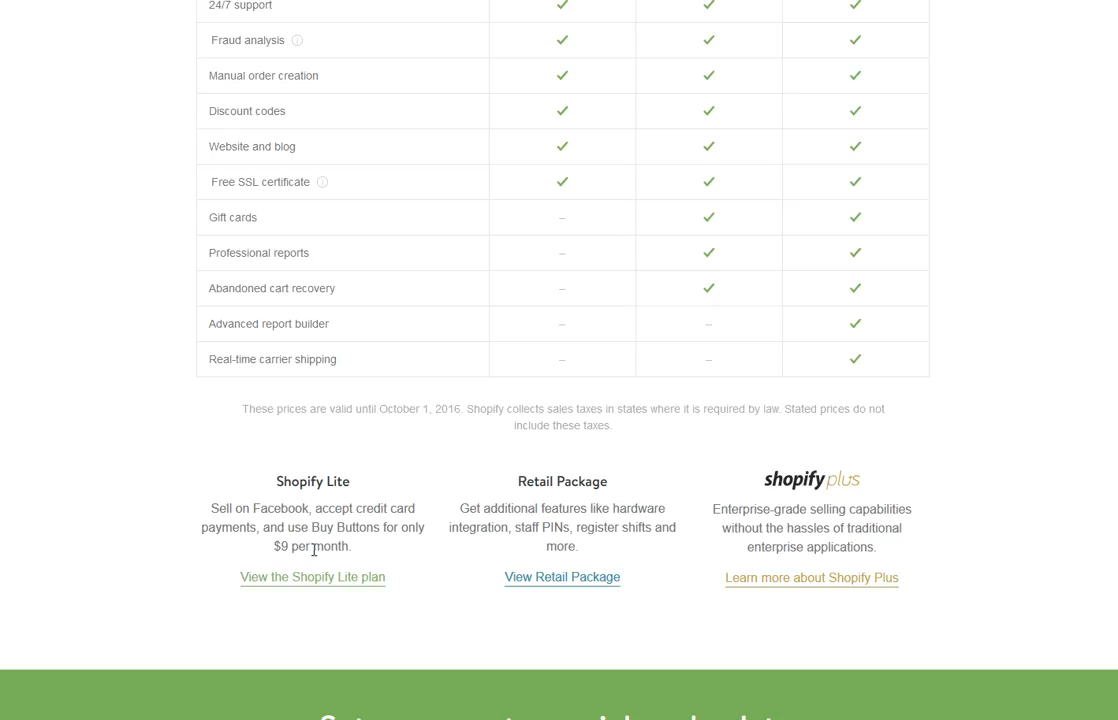 24/7 support
Fraud analysis
Manual order creation
Discount codes
Website and blog
Free SSL certificate
Gift cards –
Professional reports –
Abandoned cart recovery –
Advanced report builder – –
Real-time carrier shipping – –
These prices are valid until October 1, 2016. Shopify collects sales taxes in states where it is required by law. Stated prices do not
include these taxes.
Shopify Lite
Sell on Facebook, accept credit card
payments, and use Buy Buttons for only
$9 per month.
View the Shopify Lite plan
Retail Package
Get additional features like hardware
integration, staff PINs, register shifts and
more.
View Retail Package
shopify plus
Enterprise-grade selling capabilities
without the hassles of traditional
enterprise applications.
Learn more about Shopify Plus